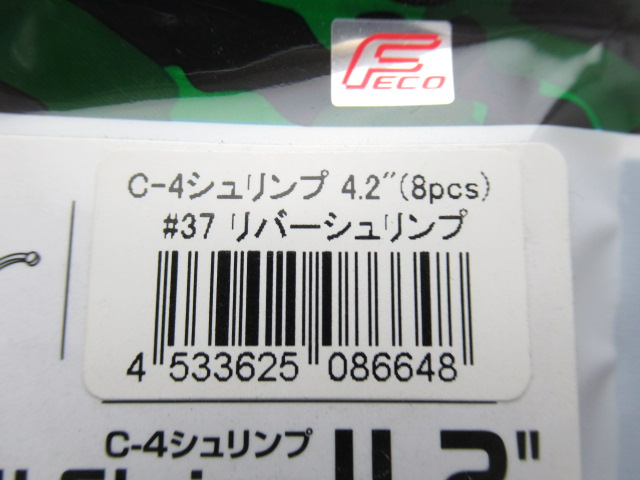 FECO
C-4シュリンプ 4.2"(8pcs)
#37 リバーシュリンプ
4 533625 086648
C-4シュリンプ